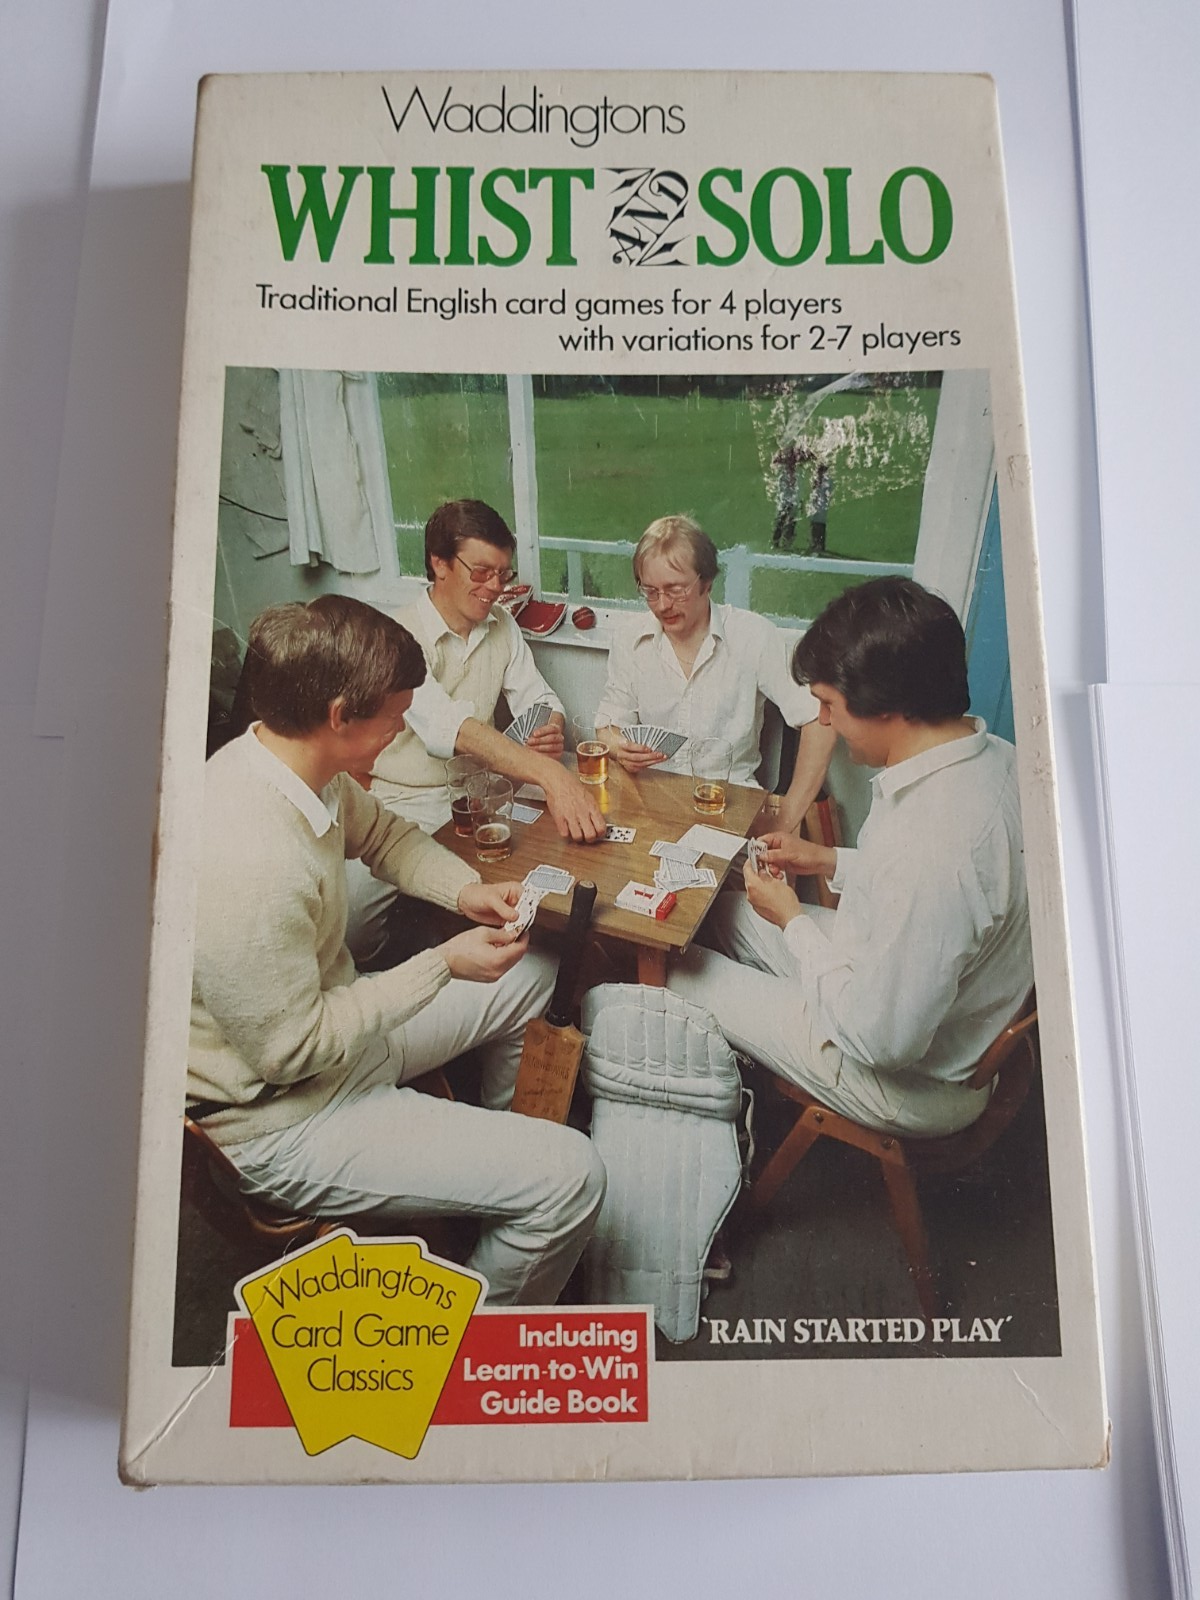 Waddingtons
WHIST AND SOLO
Traditional English card games for 4 players
with variations for 2-7 players
Waddingtons
Card Game
Classics
Including
Learn-to-Win
Guide Book
‘RAIN STARTED PLAY’